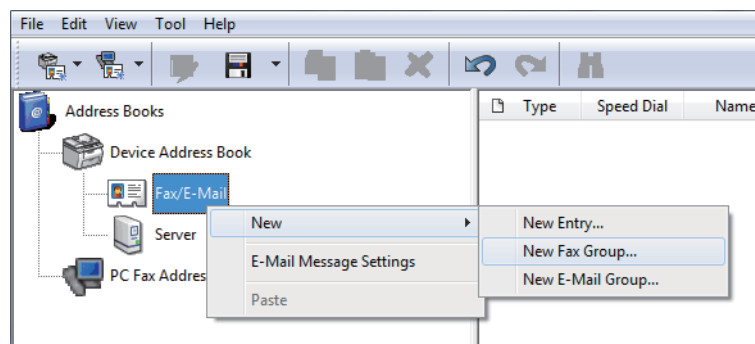 File Edit View Tool Help
Address Books
Type Speed Dial Name
Device Address Book
Fax/E-Mail
New
New Entry...
Server
New Fax Group...
E-Mail Message Settings
PC Fax Addres
New E-Mail Group...
Paste